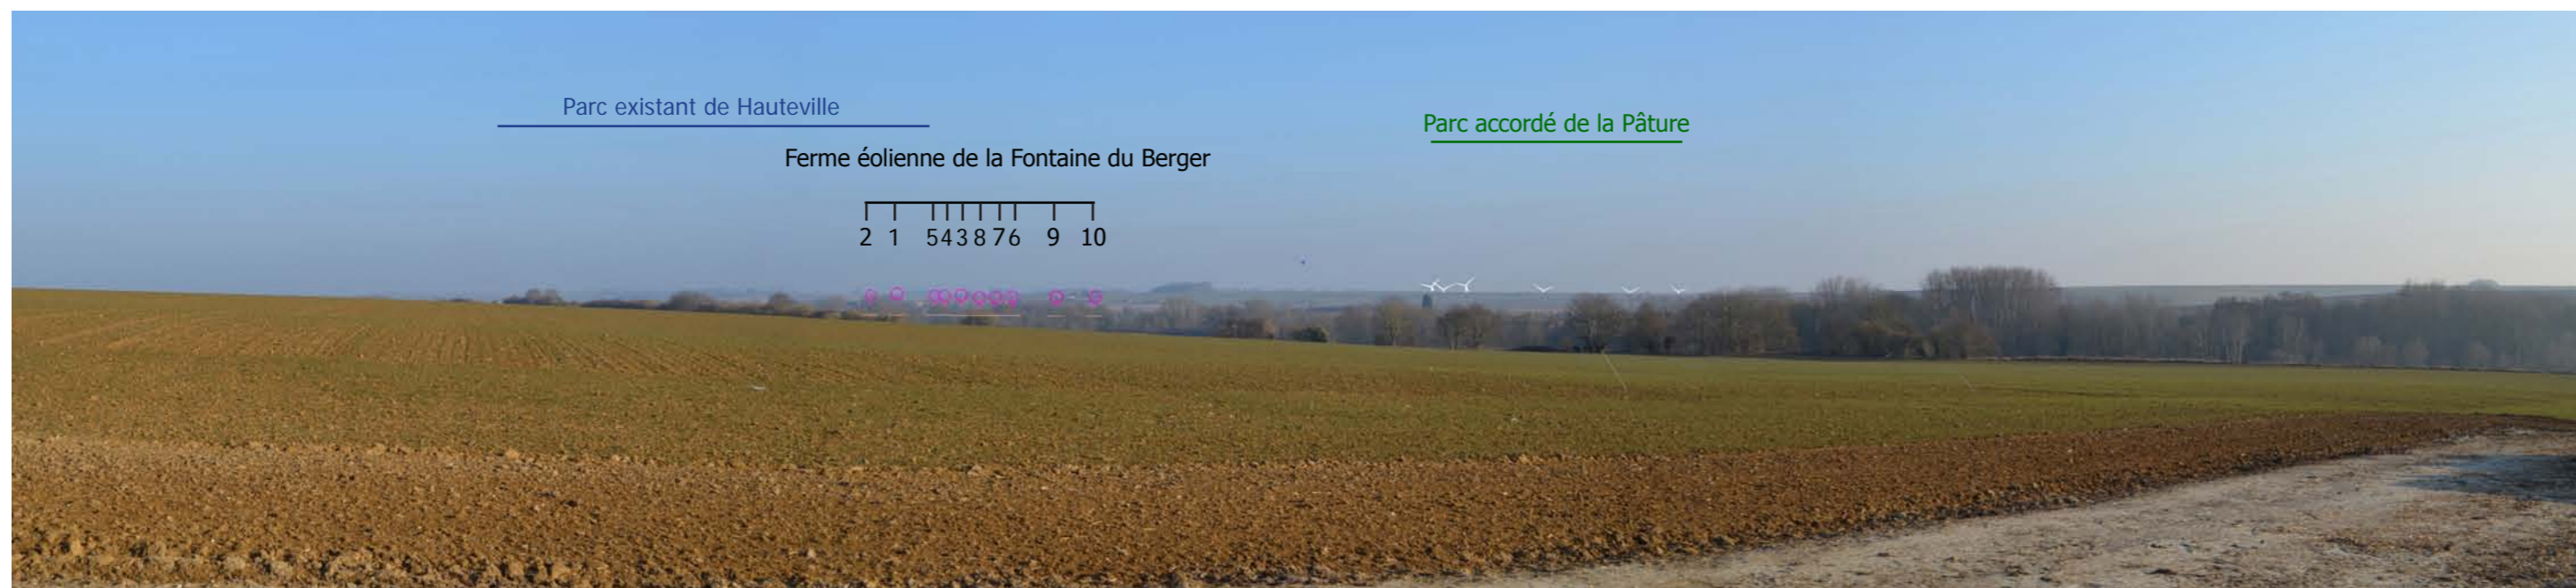 Parc existant de Hauteville
Parc accordé de la Pâture
Ferme éolienne de la Fontaine du Berger
2 1 5 4 3 8 7 6 9 10